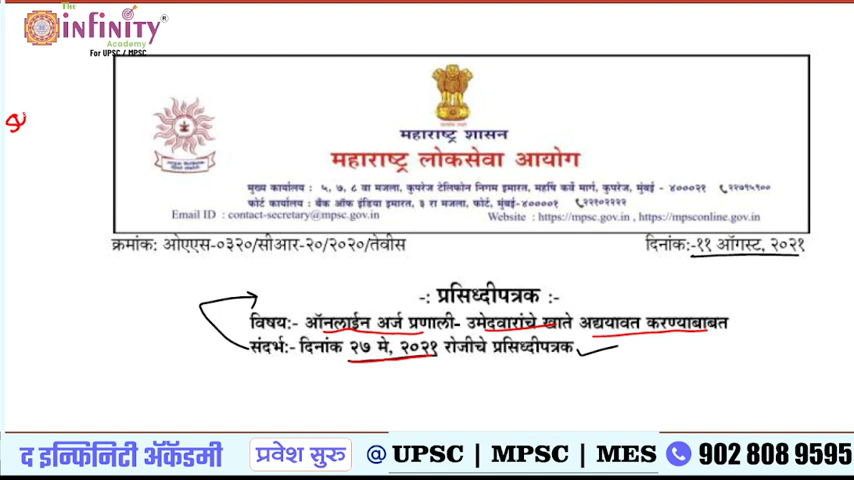 The
infinity®
Academy
For UPSC / MPSC
महाराष्ट्र शासन
महाराष्ट्र लोकसेवा आयोग
मुख्य कार्यालय : ५, ७, ८ वा मजला, कुपरेज टेलिफोन निगम इमारत, महर्षि कर्वे मार्ग, कुपरेज, मुंबई - ४०००२१ २२७९५९००
फोर्ट कार्यालय : बँक ऑफ इंडिया इमारत, ३ रा मजला, फोर्ट, मुंबई-४००००१ २२१०२२२२
Email ID : contact-secretary@mpsc.gov.in Website : https://mpsc.gov.in , https://mpsconline.gov.in
क्रमांक: ओएएस-०३२०/सीआर-२०/२०२०/तेवीस दिनांक:-११ ऑगस्ट, २०२१
-: प्रसिध्दीपत्रक :-
विषय:- ऑनलाईन अर्ज प्रणाली- उमेदवारांचे खाते अद्ययावत करण्याबाबत
संदर्भ:- दिनांक २७ मे, २०२१ रोजीचे प्रसिध्दीपत्रक
द इन्फिनिटी ॲकॅडमी प्रवेश सुरु @ UPSC | MPSC | MES 902 808 9595